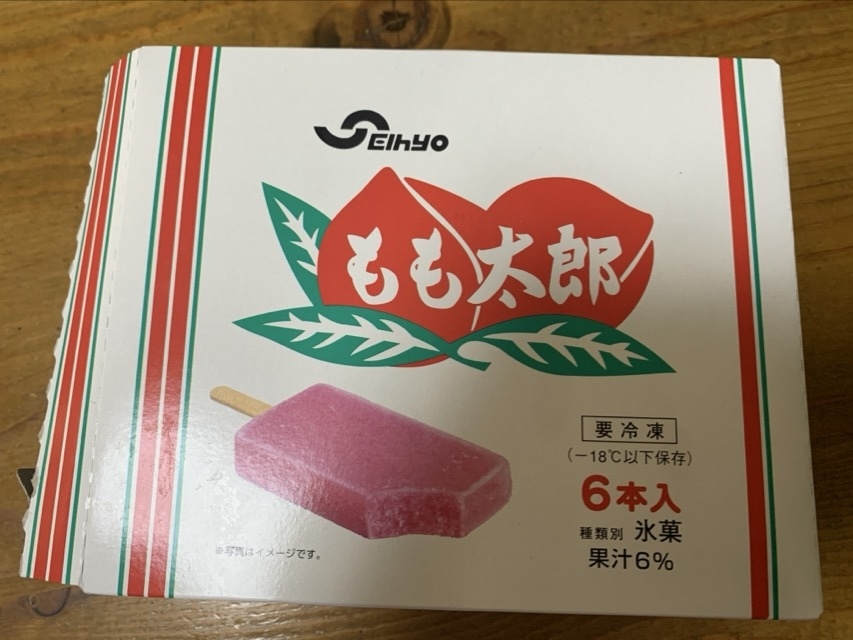 SEIHYO
もも太郎
要冷凍
(−18℃以下保存)
6本入
種類別 氷菓
果汁6%
※写真はイメージです。